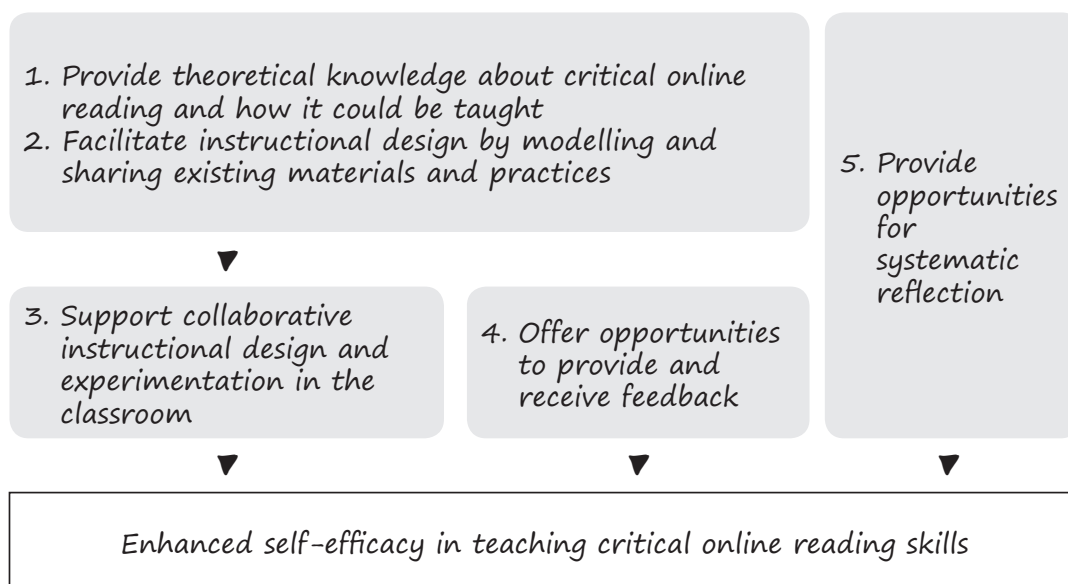 1. Provide theoretical knowledge about critical online
reading and how it could be taught
2. Facilitate instructional design by modelling and
sharing existing materials and practices
3. Support collaborative
instructional design and
experimentation in the
classroom
4. Offer opportunities
to provide and
receive feedback
5. Provide
opportunities
for
systematic
reflection
Enhanced self-efficacy in teaching critical online reading skills